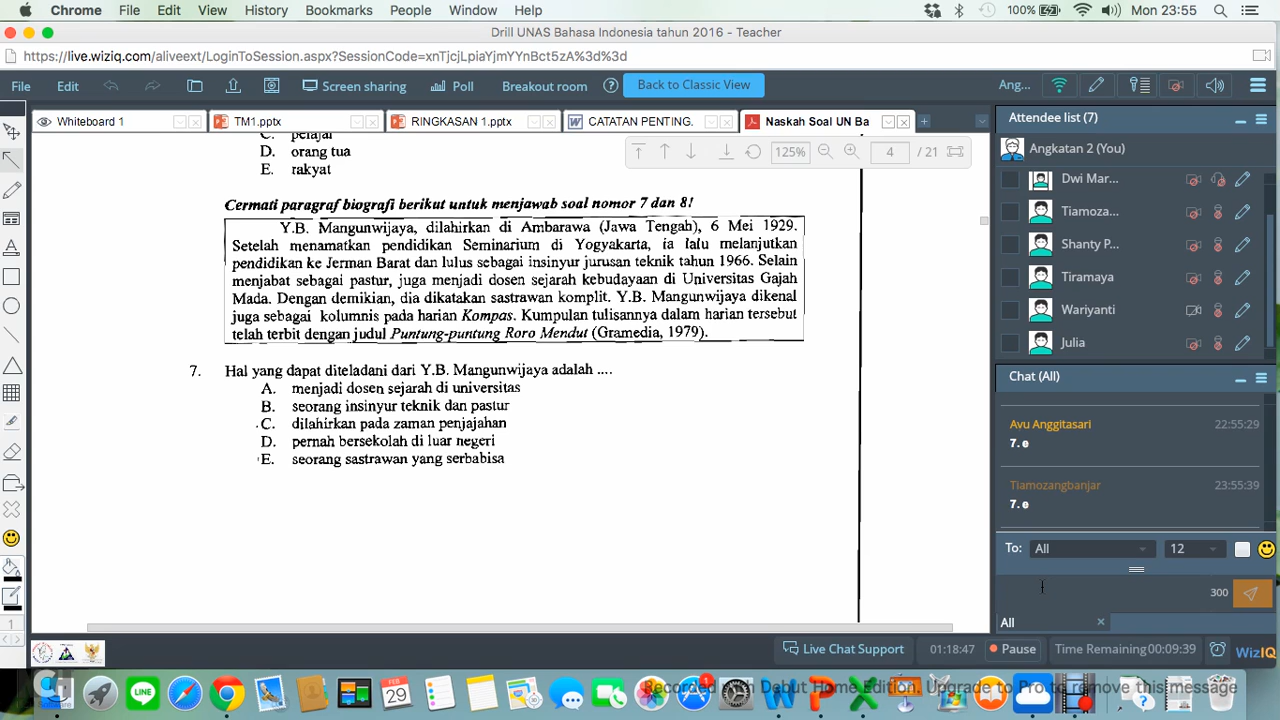 Chrome File Edit View History Bookmarks People Window Help 100% Mon 23:55
Drill UNAS Bahasa Indonesia tahun 2016 - Teacher
https://live.wiziq.com/aliveext/LoginToSession.aspx?SessionCode=xnTjcjLpiaYjmYYnBct5zA%3d%3d
File Edit Screen sharing Poll Breakout room Back to Classic View Ang...
Whiteboard 1 TM1.pptx RINGKASAN 1.pptx CATATAN PENTING. Naskah Soal UN Ba
125% 4 / 21
C. pelajar
D. orang tua
E. rakyat
Cermati paragraf biografi berikut untuk menjawab soal nomor 7 dan 8!
Y.B. Mangunwijaya, dilahirkan di Ambarawa (Jawa Tengah), 6 Mei 1929.
Setelah menamatkan pendidikan Seminarium di Yogyakarta, ia lalu melanjutkan
pendidikan ke Jerman Barat dan lulus sebagai insinyur jurusan teknik tahun 1966. Selain
menjabat sebagai pastur, juga menjadi dosen sejarah kebudayaan di Universitas Gajah
Mada. Dengan demikian, dia dikatakan sastrawan komplit. Y.B. Mangunwijaya dikenal
juga sebagai kolumnis pada harian Kompas. Kumpulan tulisannya dalam harian tersebut
telah terbit dengan judul Puntung-puntung Roro Mendut (Gramedia, 1979).
7. Hal yang dapat diteladani dari Y.B. Mangunwijaya adalah ....
A. menjadi dosen sejarah di universitas
B. seorang insinyur teknik dan pastur
C. dilahirkan pada zaman penjajahan
D. pernah bersekolah di luar negeri
E. seorang sastrawan yang serbabisa
Attendee list (7)
Angkatan 2 (You)
Dwi Mar...
Tiamoza...
Shanty P...
Tiramaya
Wariyanti
Julia
Chat (All)
Avu Anggitasari 22:55:29
7. e
Tiamozangbanjar 23:55:39
7. e
To: All 12
300
All
Live Chat Support 01:18:47 Pause Time Remaining 00:09:39 WizIQ
1
FEB
29
Recorded with Debut Home Edition. Upgrade to Pro to remove this message